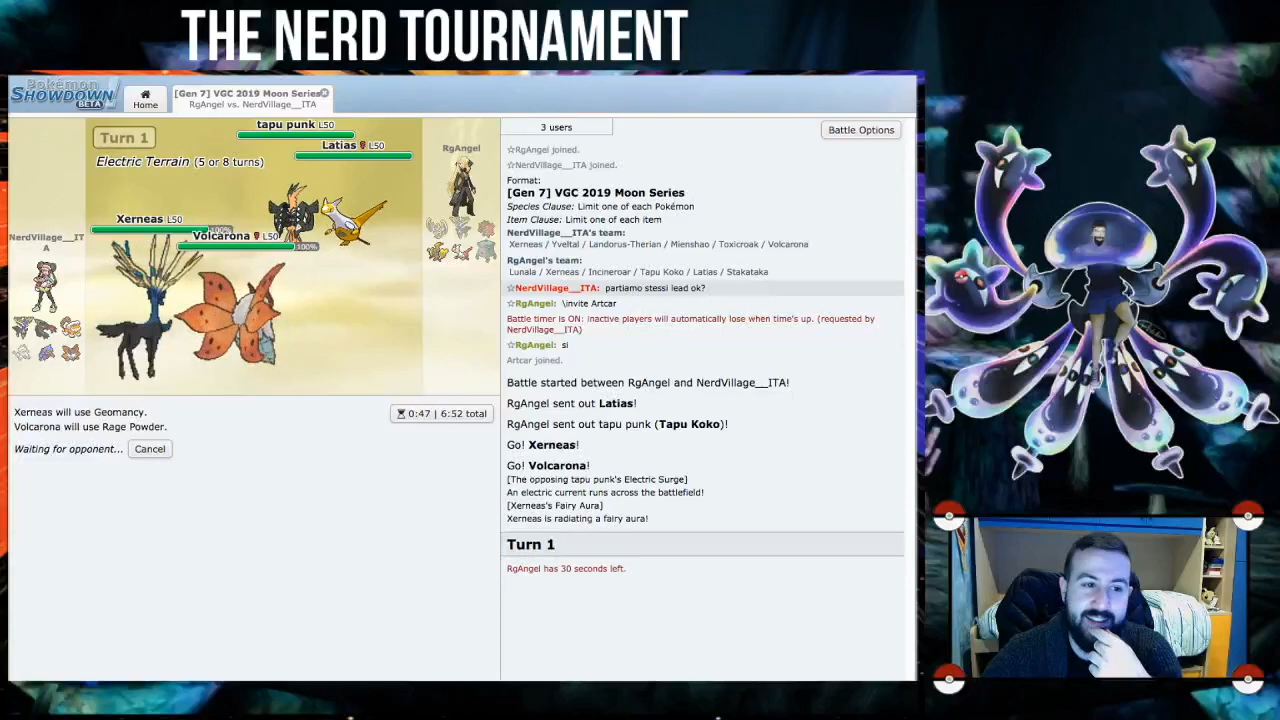 THE NERD TOURNAMENT
Pokémon
SHOWDOWN
BETA
Home
[Gen 7] VGC 2019 Moon Series
RgAngel vs. NerdVillage__ITA
Turn 1
Electric Terrain (5 or 8 turns)
tapu punk L50
Latias L50
Xerneas L50
100%
Volcarona L50
100%
NerdVillage__IT
A
RgAngel
Xerneas will use Geomancy.
Volcarona will use Rage Powder.
Waiting for opponent...
Cancel
0:47 | 6:52 total
3 users
Battle Options
☆RgAngel joined.
☆NerdVillage__ITA joined.
Format:
[Gen 7] VGC 2019 Moon Series
Species Clause: Limit one of each Pokémon
Item Clause: Limit one of each item
NerdVillage__ITA's team:
Xerneas / Yveltal / Landorus-Therian / Mienshao / Toxicroak / Volcarona
RgAngel's team:
Lunala / Xerneas / Incineroar / Tapu Koko / Latias / Stakataka
☆NerdVillage__ITA: partiamo stessi lead ok?
☆RgAngel: \invite Artcar
Battle timer is ON: inactive players will automatically lose when time's up. (requested by
NerdVillage__ITA)
☆RgAngel: si
Artcar joined.
Battle started between RgAngel and NerdVillage__ITA!
RgAngel sent out Latias!
RgAngel sent out tapu punk (Tapu Koko)!
Go! Xerneas!
Go! Volcarona!
[The opposing tapu punk's Electric Surge]
An electric current runs across the battlefield!
[Xerneas's Fairy Aura]
Xerneas is radiating a fairy aura!
Turn 1
RgAngel has 30 seconds left.